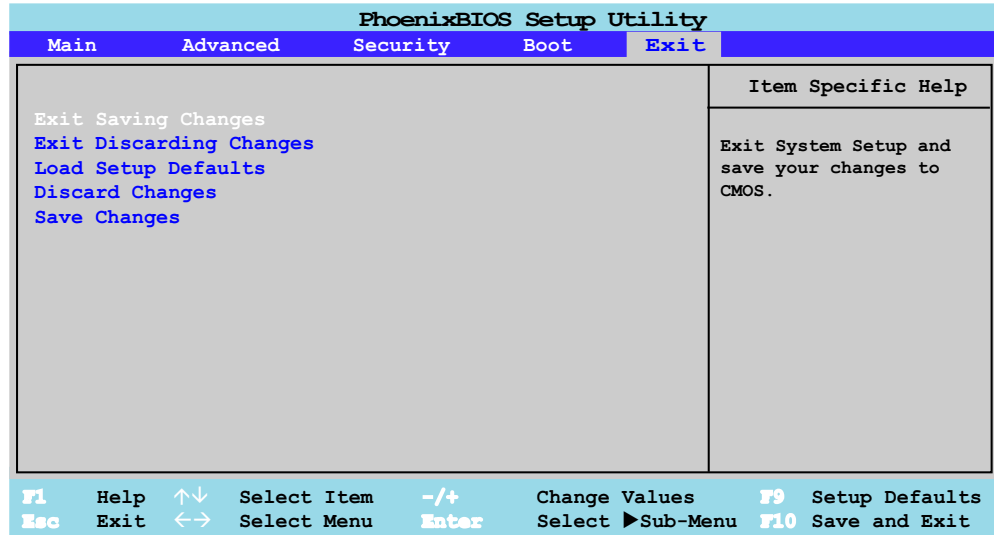 PhoenixBIOS Setup Utility
Main Advanced Security Boot Exit
Item Specific Help
Exit Saving Changes
Exit Discarding Changes
Load Setup Defaults
Discard Changes
Save Changes
Exit System Setup and
save your changes to
CMOS.
F1 Help ↑↓ Select Item -/+ Change Values F9 Setup Defaults
Esc Exit ←→ Select Menu Enter Select ▶Sub-Menu F10 Save and Exit